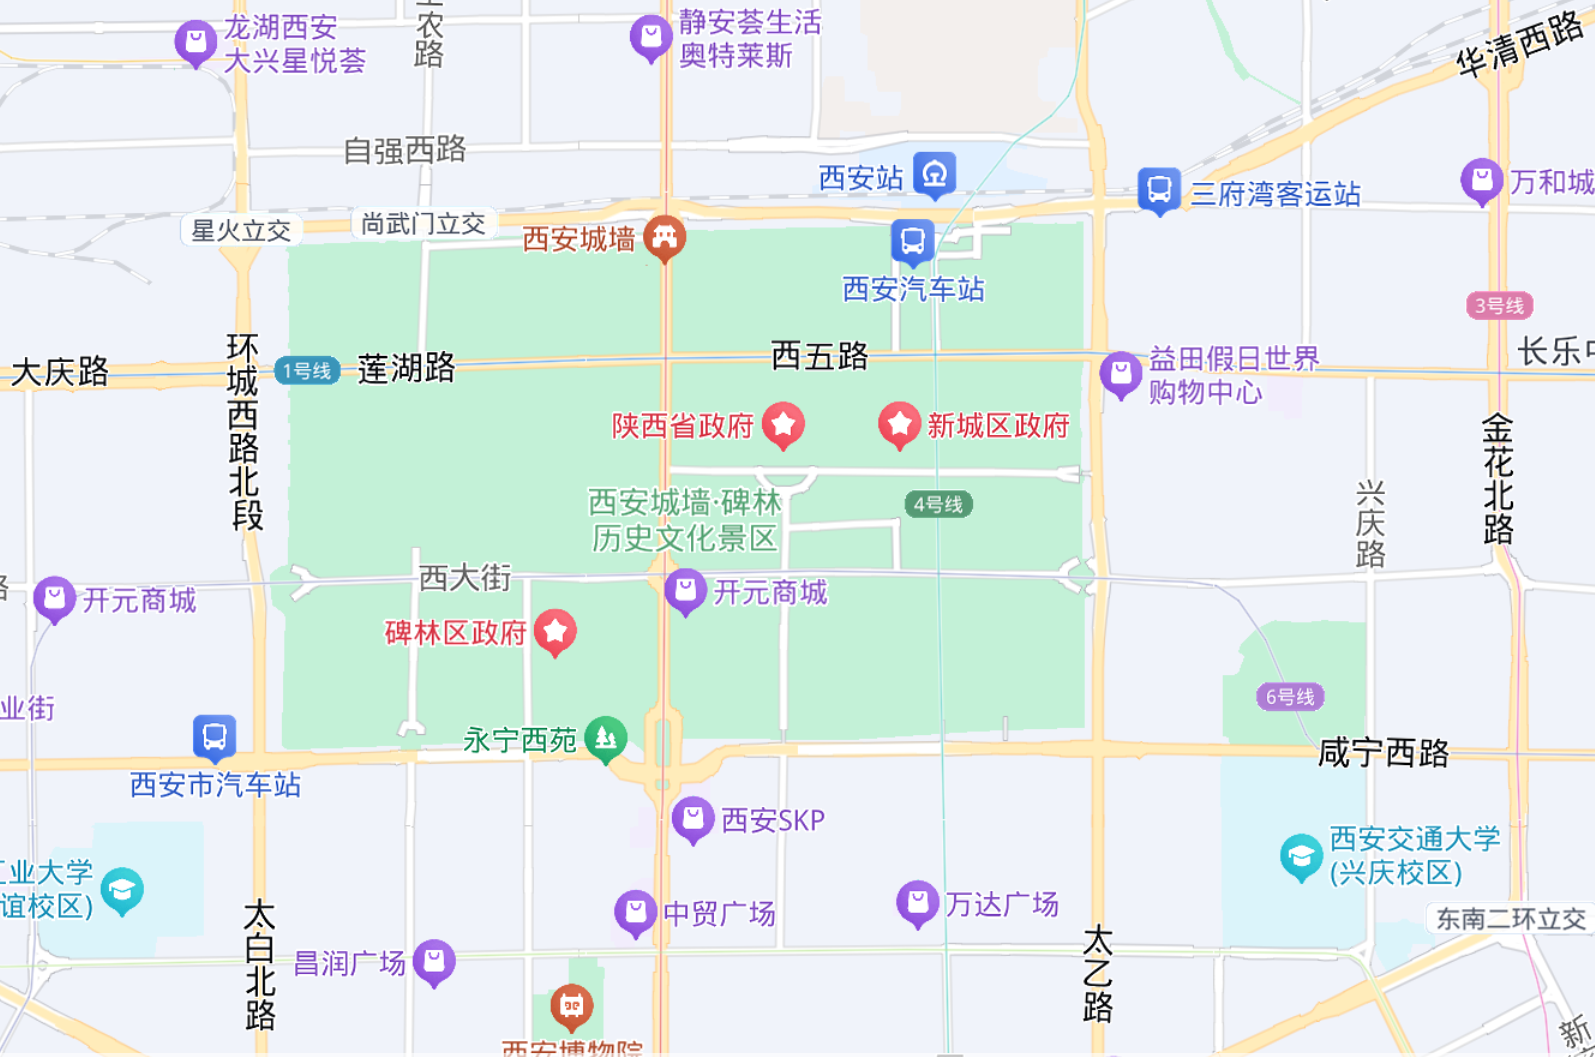 龙湖西安
大兴星悦荟
农路
静安荟生活
奥特莱斯
华清西路
自强西路
西安站
三府湾客运站
万和城
星火立交
尚武门立交
西安城墙
西安汽车站
3号线
环城西路北段
大庆路
1号线
莲湖路
西五路
益田假日世界
购物中心
长乐中
陕西省政府
新城区政府
金花北路
西安城墙·碑林
历史文化景区
4号线
兴庆路
路
开元商城
西大街
开元商城
碑林区政府
业街
6号线
西安市汽车站
永宁西苑
咸宁西路
西安SKP
工业大学
谊校区)
西安交通大学
(兴庆校区)
太白北路
中贸广场
万达广场
东南二环立交
太乙路
昌润广场
西安博物院
新